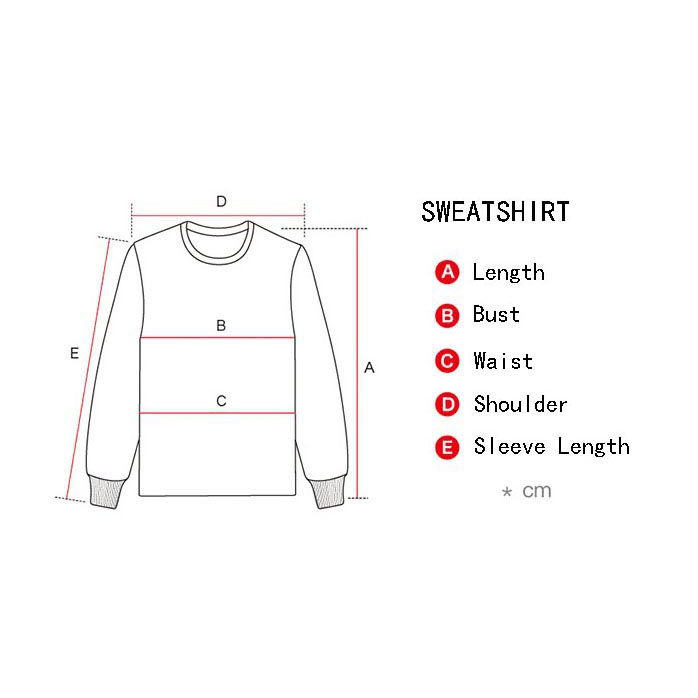 D
SWEATSHIRT
A Length
B Bust
B
E
C Waist
A
C
D Shoulder
E Sleeve Length
* cm